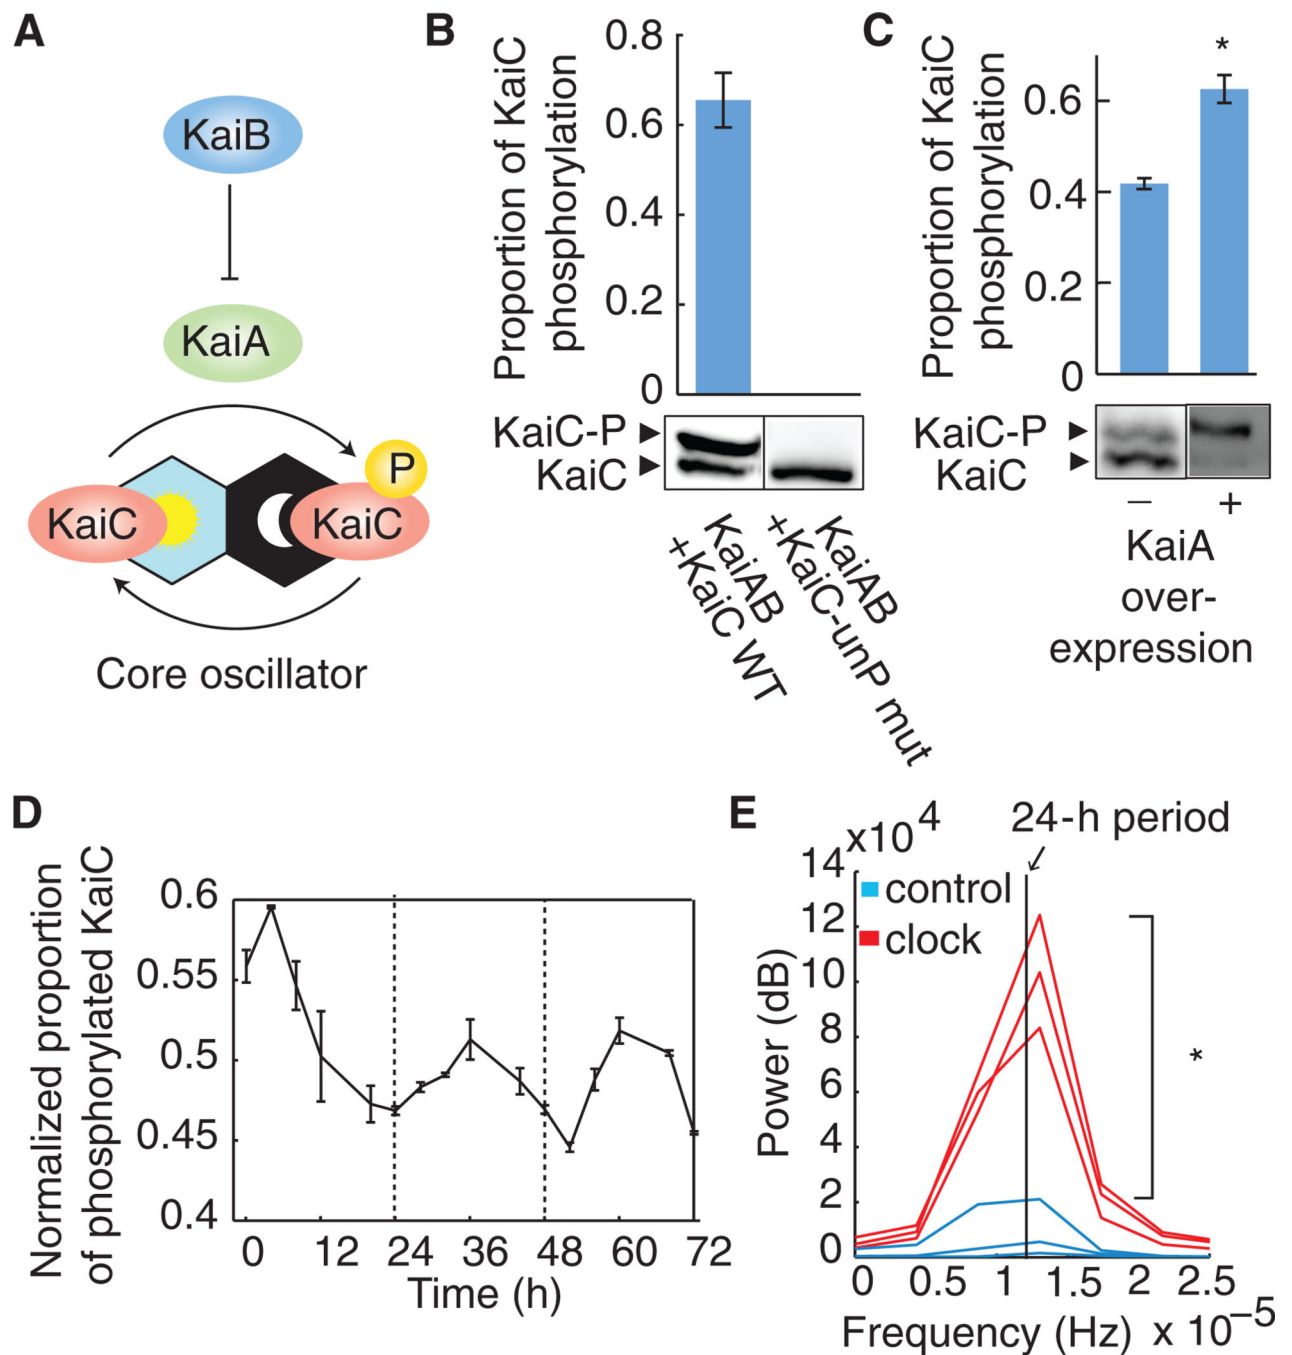 A
KaiB
KaiA
P
KaiC
KaiC
Core oscillator
B
Proportion of KaiC
phosphorylation
0.8
0.6
0.4
0.2
0
KaiC-P
KaiC
KaiAB
+KaiC WT
KaiAB
+KaiC-unP mut
C
Proportion of KaiC
phosphorylation
*
0.6
0.4
0.2
0
KaiC-P
KaiC
− +
KaiA
over-
expression
D
Normalized proportion
of phosphorylated KaiC
0.6
0.55
0.5
0.45
0.4
0 12 24 36 48 60 72
Time (h)
E
24-h period
x10 4
14
12
10
8
6
4
2
0
Power (dB)
control
clock
*
0 0.5 1 1.5 2 2.5
Frequency (Hz) x 10 −5